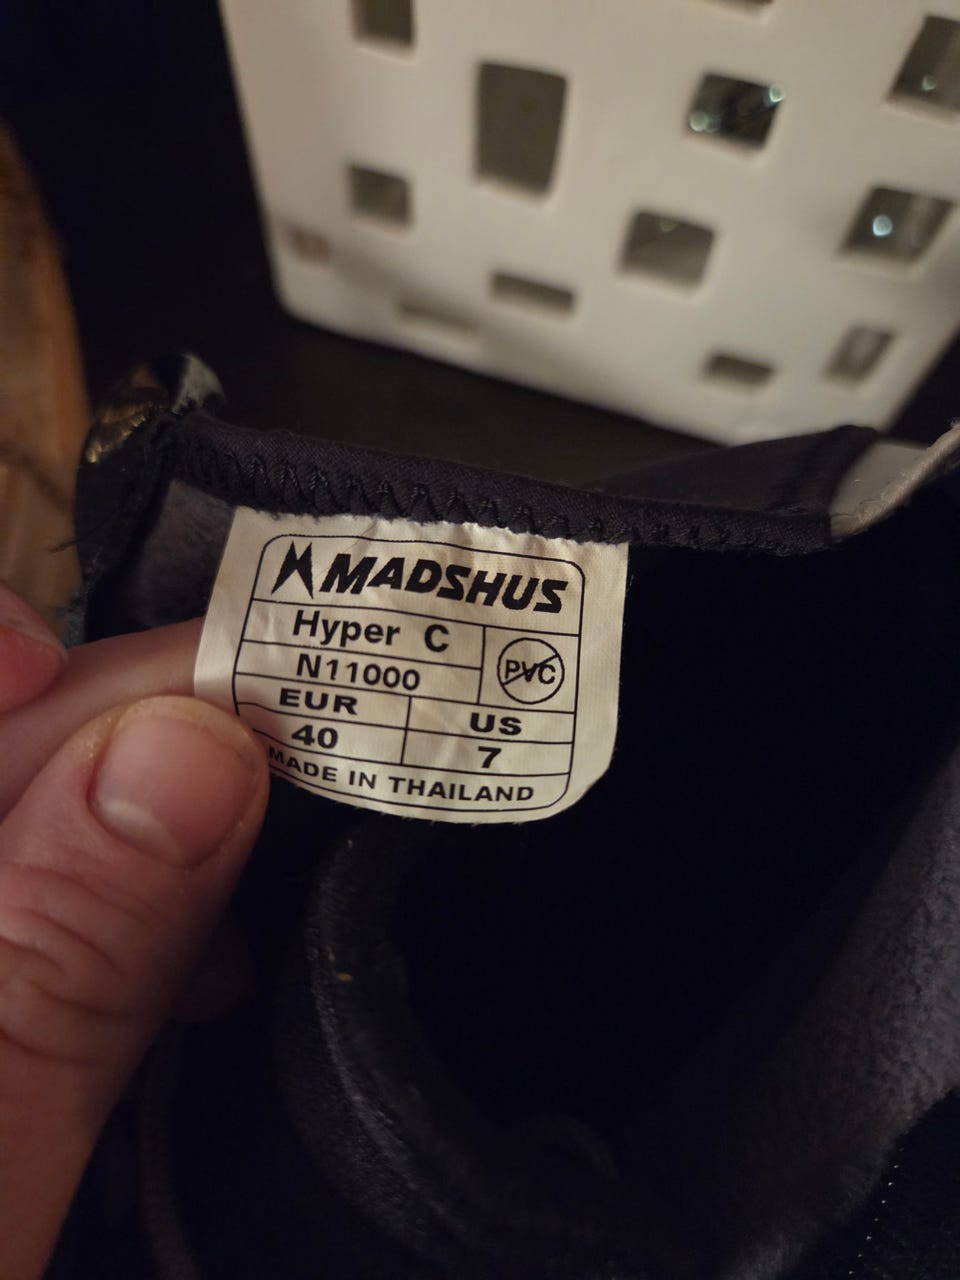 MADSHUS
Hyper C
N11000
PVC
EUR
US
40
7
MADE IN THAILAND